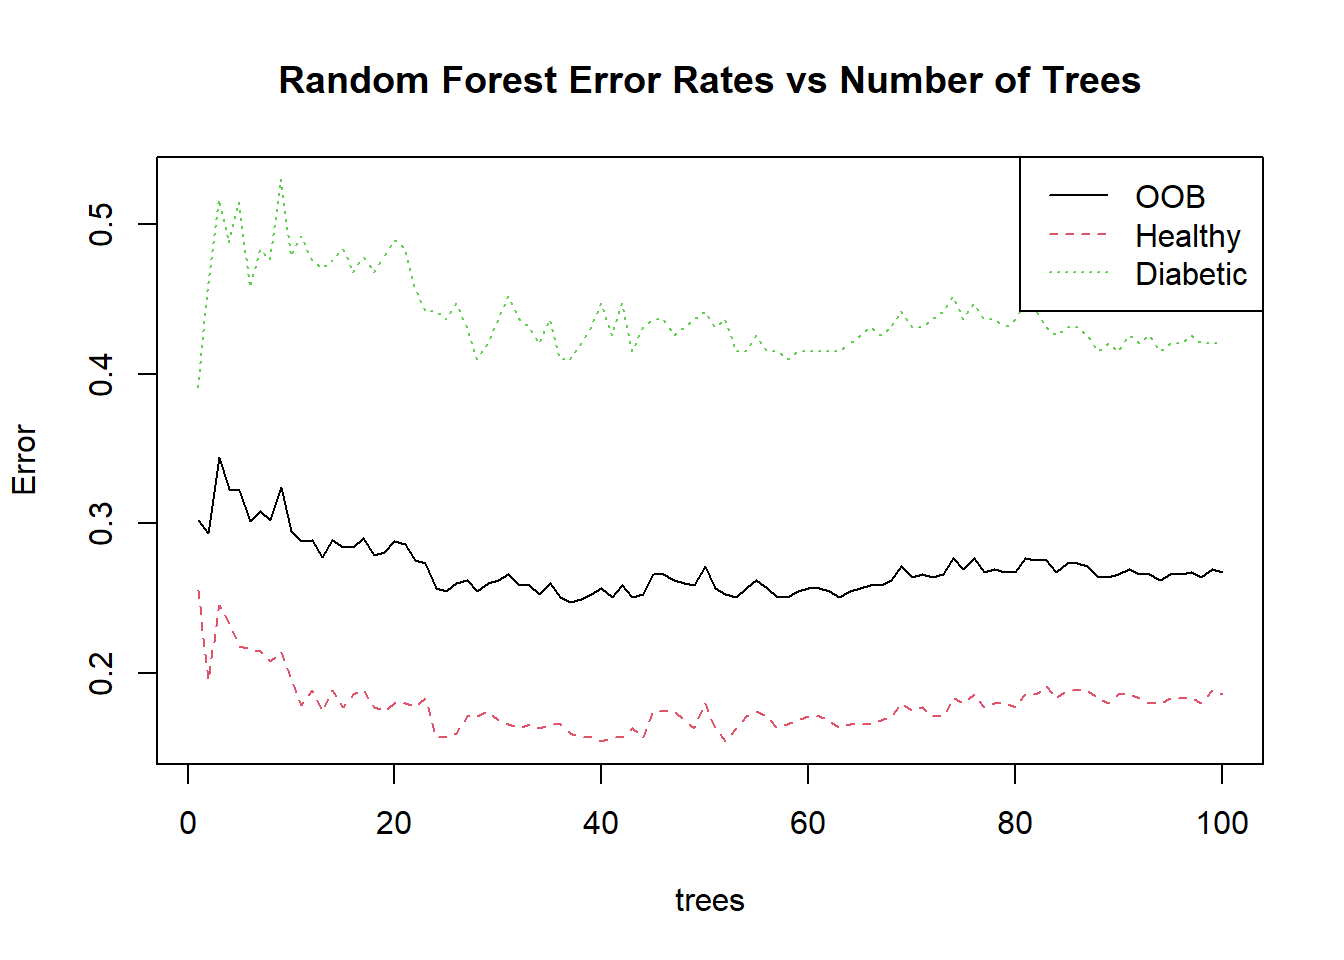 Random Forest Error Rates vs Number of Trees
OOB
Healthy
Diabetic
Error
0.5
0.4
0.3
0.2
0 20 40 60 80 100
trees